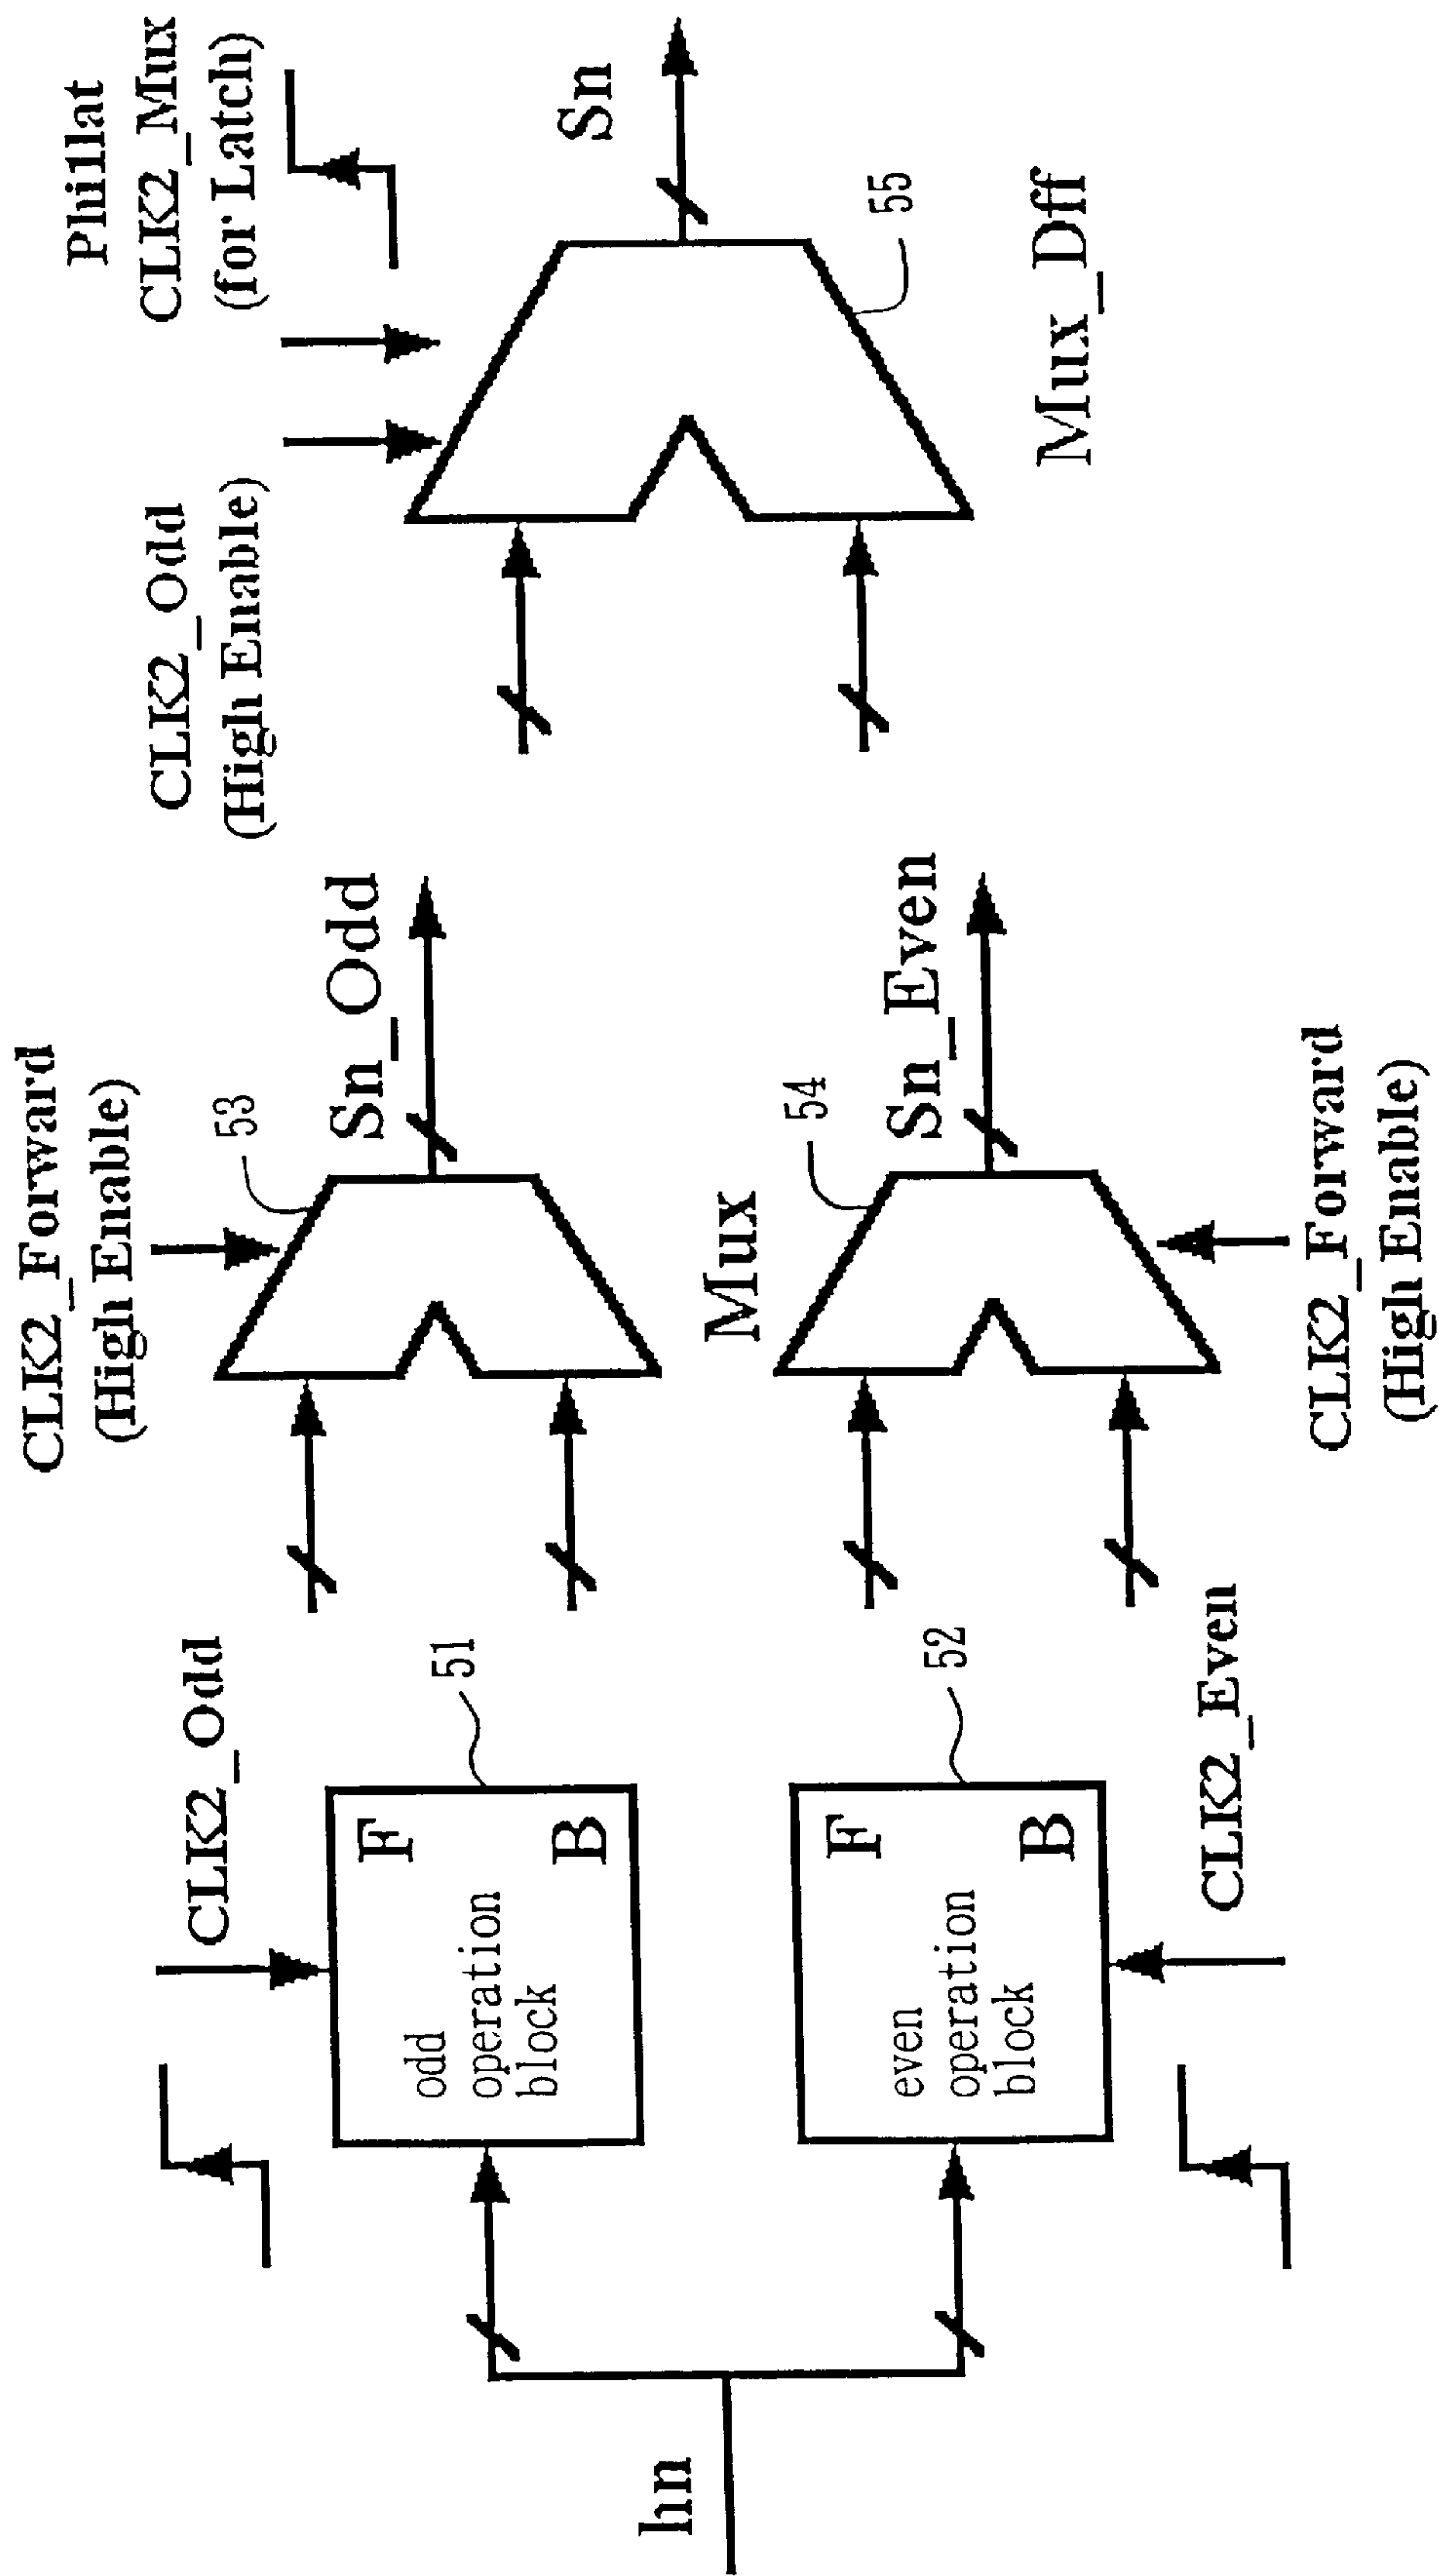 hn
CLK2_Odd
odd
operation
block
F
B
51
even
operation
block
F
B
52
CLK2_Even
CLK2_Forward
(High Enable)
53
Sn_Odd
Mux
54
Sn_Even
CLK2_Forward
(High Enable)
CLK2_Odd
(High Enable)
Phi1lat
CLK2_Mux
(for Latch)
Sn
55
Mux_Dff